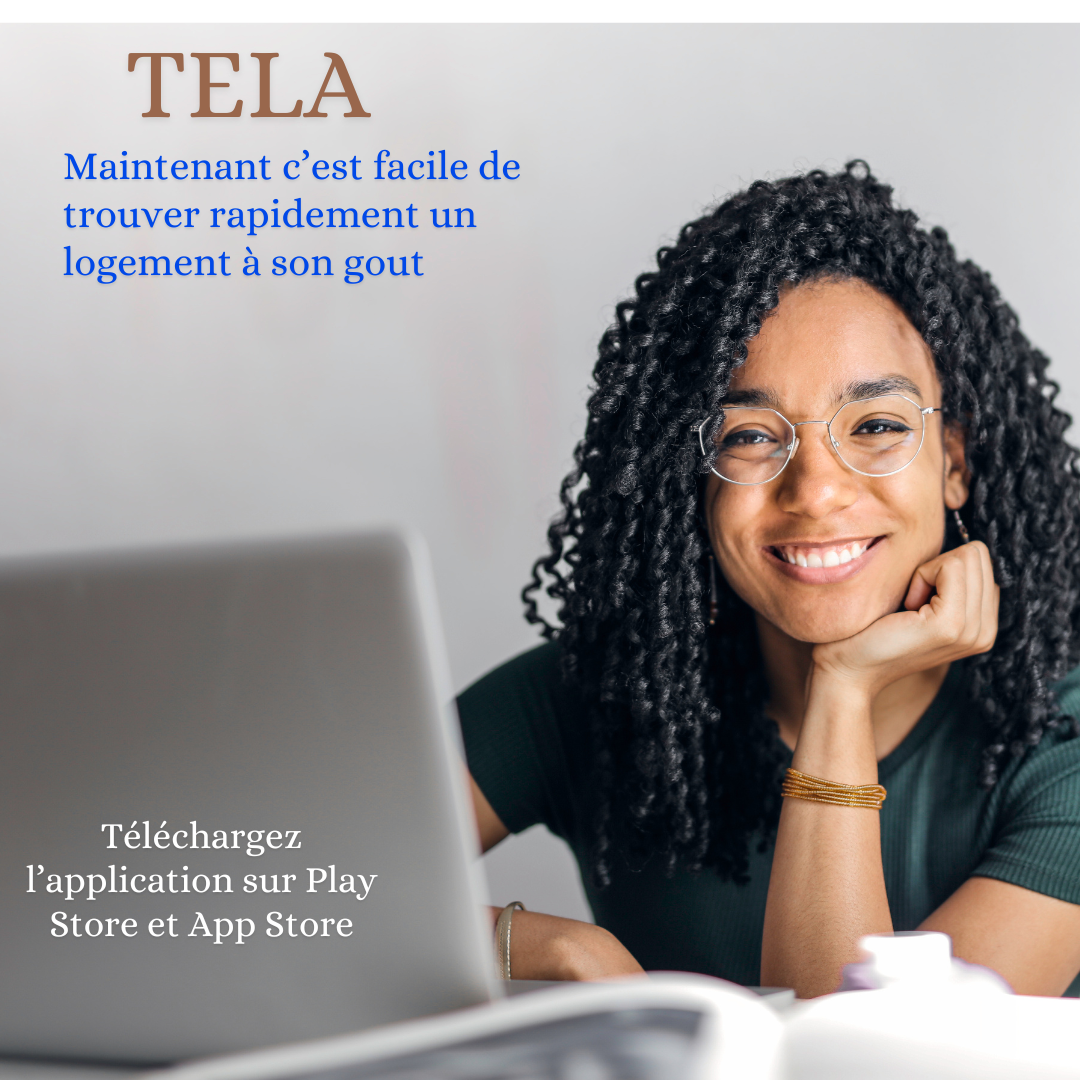 TELA
Maintenant c’est facile de
trouver rapidement un
logement à son gout
Téléchargez
l’application sur Play
Store et App Store